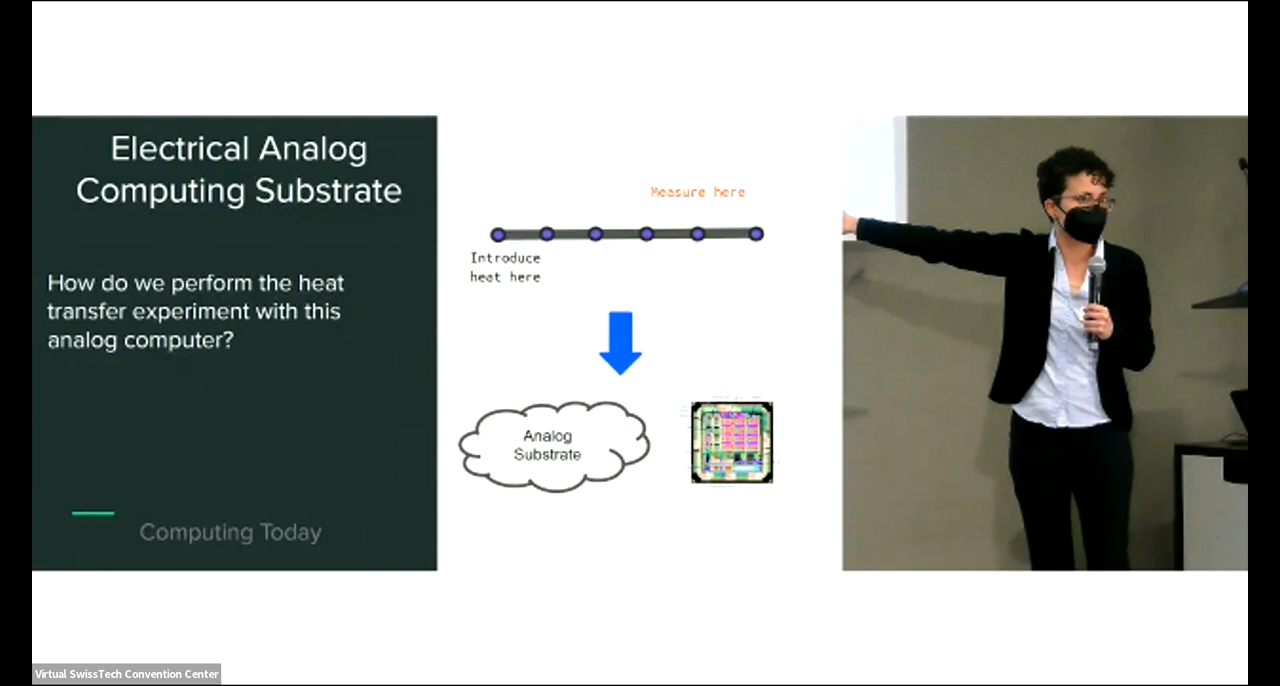 Electrical Analog
Computing Substrate
How do we perform the heat
transfer experiment with this
analog computer?
Computing Today
Measure here
Introduce
heat here
Analog
Substrate
Virtual SwissTech Convention Center